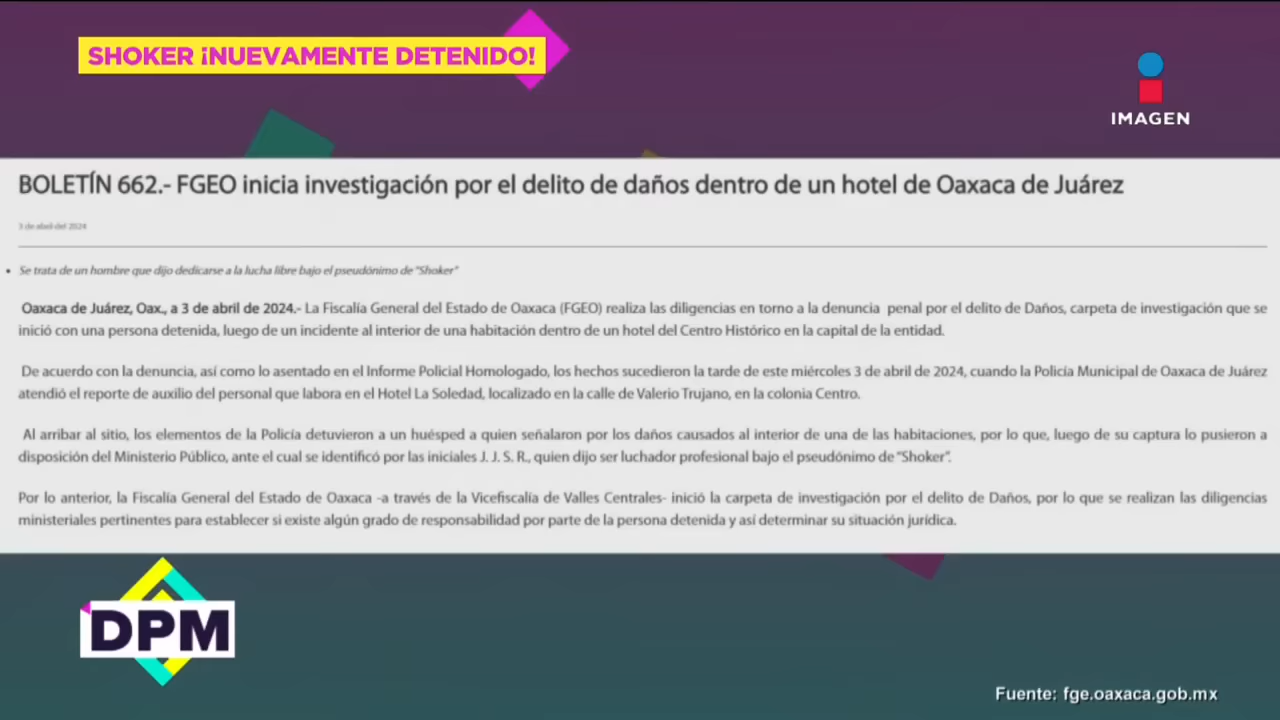 SHOKER ¡NUEVAMENTE DETENIDO!
IMAGEN
BOLETÍN 662.- FGEO inicia investigación por el delito de daños dentro de un hotel de Oaxaca de Juárez
3 de abril del 2024
• Se trata de un hombre que dijo dedicarse a la lucha libre bajo el pseudónimo de "Shoker"
Oaxaca de Juárez, Oax., a 3 de abril de 2024.- La Fiscalía General del Estado de Oaxaca (FGEO) realiza las diligencias en torno a la denuncia penal por el delito de Daños, carpeta de investigación que se
inició con una persona detenida, luego de un incidente al interior de una habitación dentro de un hotel del Centro Histórico en la capital de la entidad.
De acuerdo con la denuncia, así como lo asentado en el Informe Policial Homologado, los hechos sucedieron la tarde de este miércoles 3 de abril de 2024, cuando la Policía Municipal de Oaxaca de Juárez
atendió el reporte de auxilio del personal que labora en el Hotel La Soledad, localizado en la calle de Valerio Trujano, en la colonia Centro.
Al arribar al sitio, los elementos de la Policía detuvieron a un huésped a quien señalaron por los daños causados al interior de una de las habitaciones, por lo que, luego de su captura lo pusieron a
disposición del Ministerio Público, ante el cual se identificó por las iniciales J. J. S. R., quien dijo ser luchador profesional bajo el pseudónimo de "Shoker".
Por lo anterior, la Fiscalía General del Estado de Oaxaca -a través de la Vicefiscalía de Valles Centrales- inició la carpeta de investigación por el delito de Daños, por lo que se realizan las diligencias
ministeriales pertinentes para establecer si existe algún grado de responsabilidad por parte de la persona detenida y así determinar su situación jurídica.
DPM
Fuente: fge.oaxaca.gob.mx